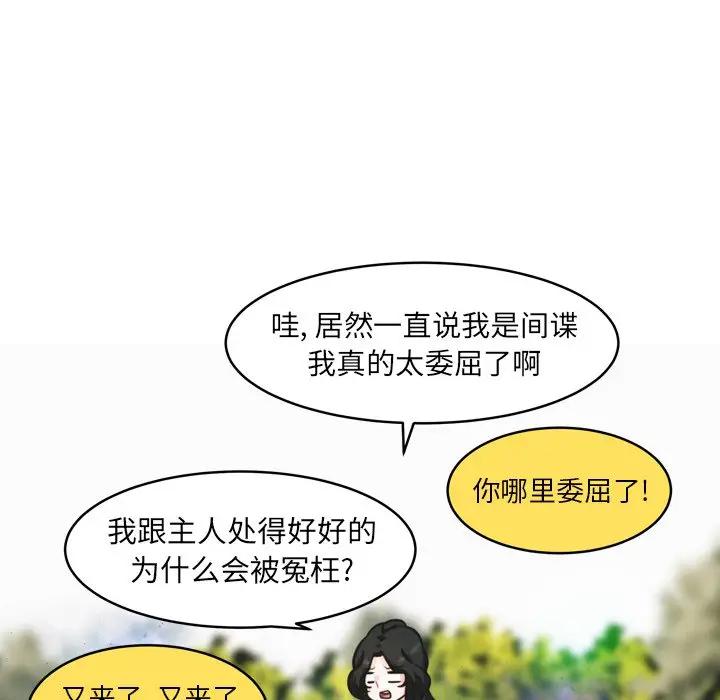 哇, 居然一直说我是间谍
我真的太委屈了啊
你哪里委屈了!
我跟主人处得好好的
为什么会被冤枉?
又来了, 又来了